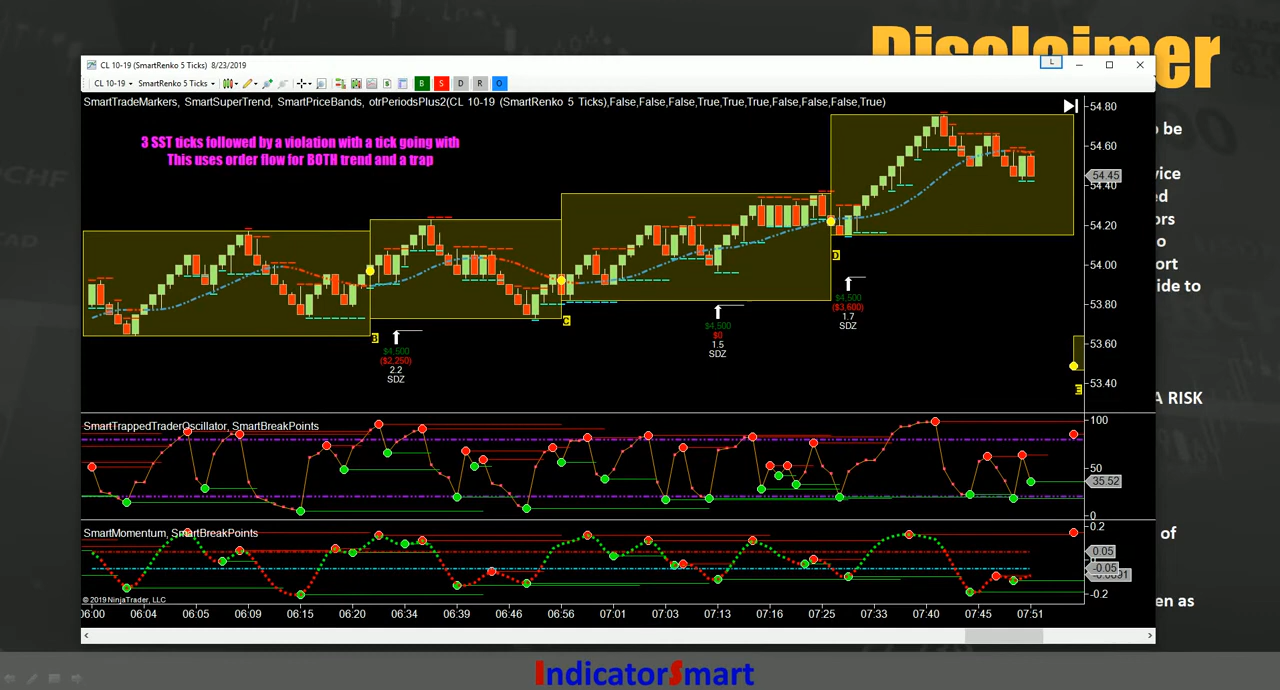 Disclaimer
CL 10-19 (SmartRenko 5 Ticks) 8/23/2019
L
CL 10-19 SmartRenko 5 Ticks
B S D R O
SmartTradeMarkers, SmartSuperTrend, SmartPriceBands, otrPeriodsPlus2(CL 10-19 (SmartRenko 5 Ticks),False,False,False,True,True,True,False,False,False,True)
3 SST ticks followed by a violation with a tick going with
This uses order flow for BOTH trend and a trap
54.80
54.60
54.45
54.40
54.20
54.00
53.80
53.60
53.40
B
$4,500
($2,250)
2.2
SDZ
C
$4,500
$0
1.5
SDZ
D
$4,500
($3,600)
1.7
SDZ
E
o be
vice
ed
ors
o
ort
ide to
A RISK
of
en as
SmartTrappedTraderOscillator, SmartBreakPoints
100
50
35.52
0
SmartMomentum, SmartBreakPoints
0.2
0.05
-0.05
-0.2
© 2019 NinjaTrader, LLC
06:00 06:04 06:06 06:09 06:11 06:26 06:29 06:34 06:39 06:46 06:56 07:01 07:09 07:13 07:16 07:25 07:33 07:40 07:45 07:51
IndicatorSmart